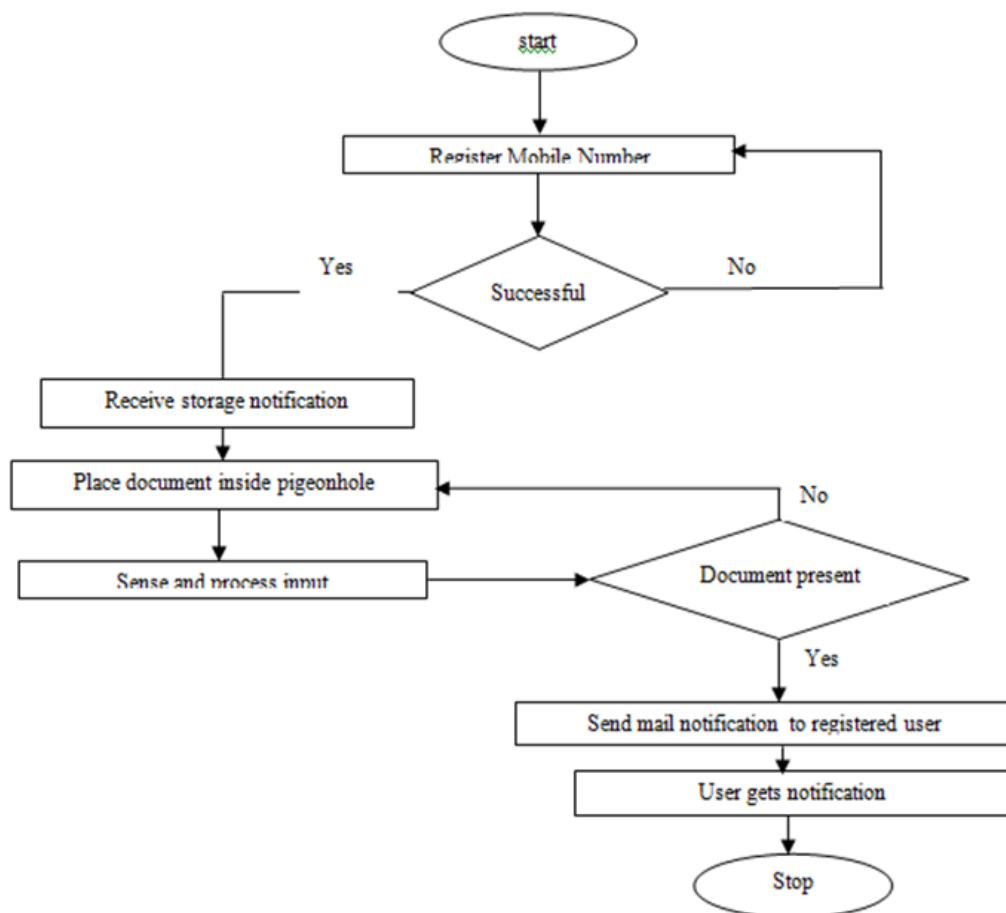 start
Register Mobile Number
Yes
No
Successful
Receive storage notification
Place document inside pigeonhole
No
Sense and process input
Document present
Yes
Send mail notification to registered user
User gets notification
Stop